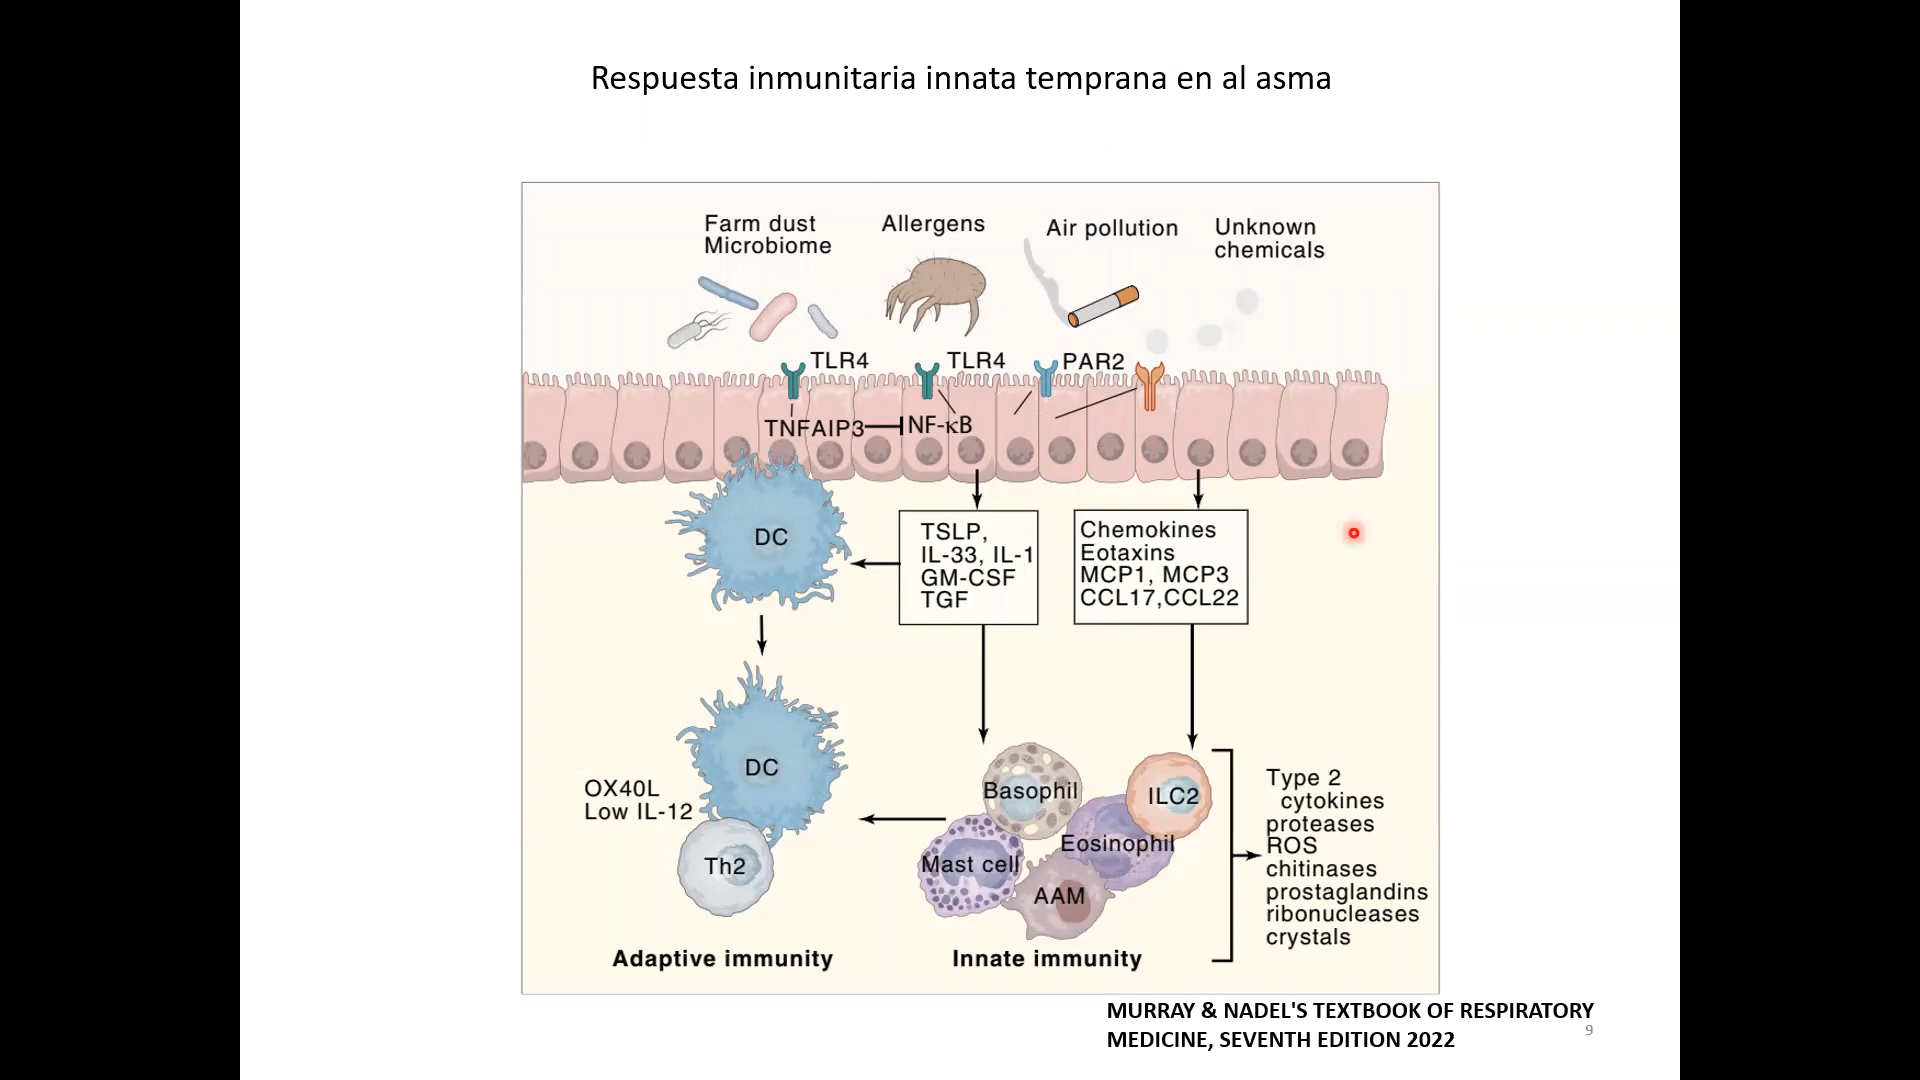 Respuesta inmunitaria innata temprana en al asma
Farm dust
Microbiome
Allergens
Air pollution
Unknown
chemicals
TLR4
TLR4
PAR2
TNFAIP3
NF-κB
DC
TSLP,
IL-33, IL-1
GM-CSF
TGF
Chemokines
Eotaxins
MCP1, MCP3
CCL17,CCL22
DC
OX40L
Low IL-12
Th2
Basophil
ILC2
Eosinophil
Mast cell
AAM
Type 2
cytokines
proteases
ROS
chitinases
prostaglandins
ribonucleases
crystals
Adaptive immunity
Innate immunity
MURRAY & NADEL'S TEXTBOOK OF RESPIRATORY
MEDICINE, SEVENTH EDITION 2022
9